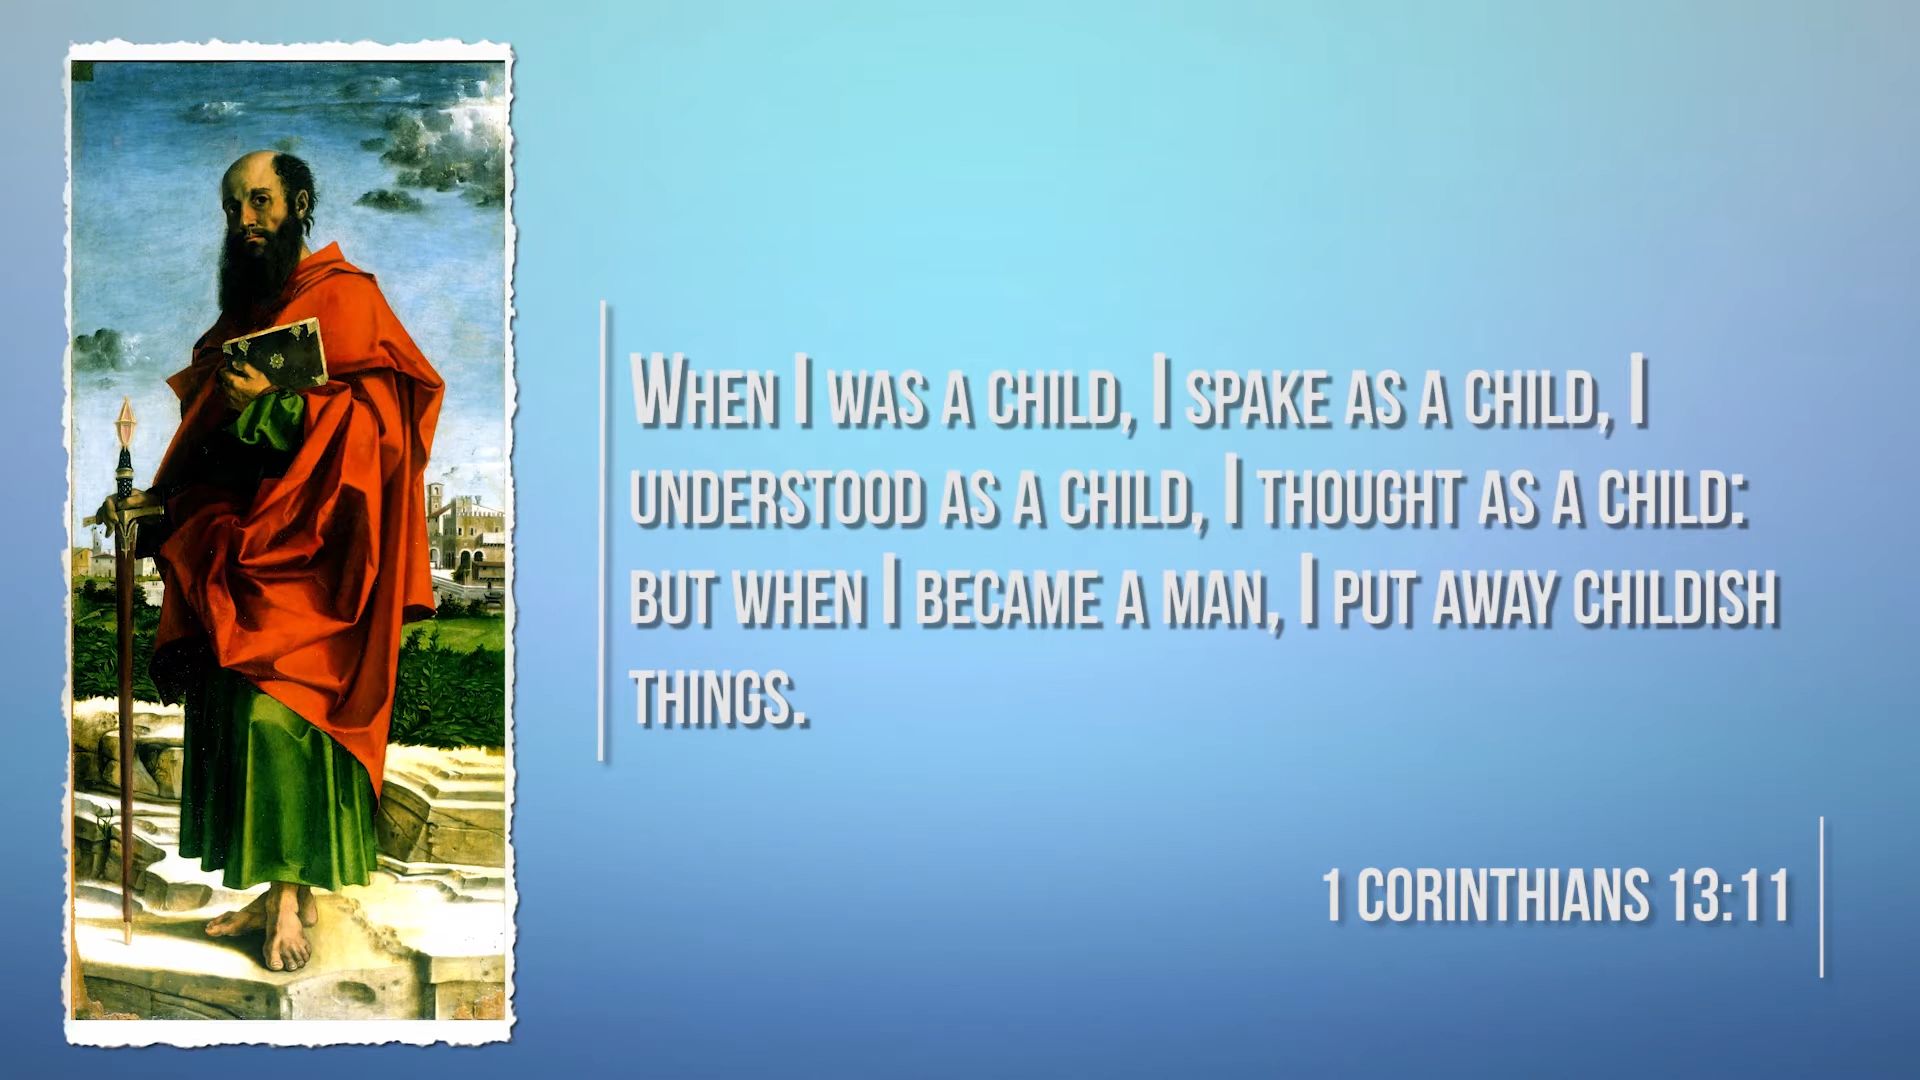 When I was a child, I spake as a child, I
understood as a child, I thought as a child:
but when I became a man, I put away childish
things.
1 Corinthians 13:11